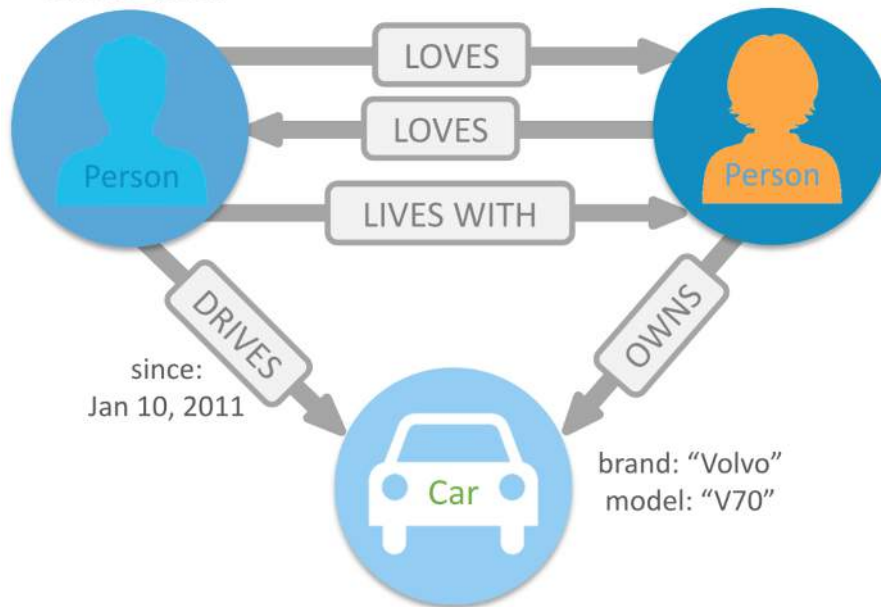 LOVES
LOVES
Person
Person
LIVES WITH
DRIVES
OWNS
since:
Jan 10, 2011
Car
brand: “Volvo”
model: “V70”